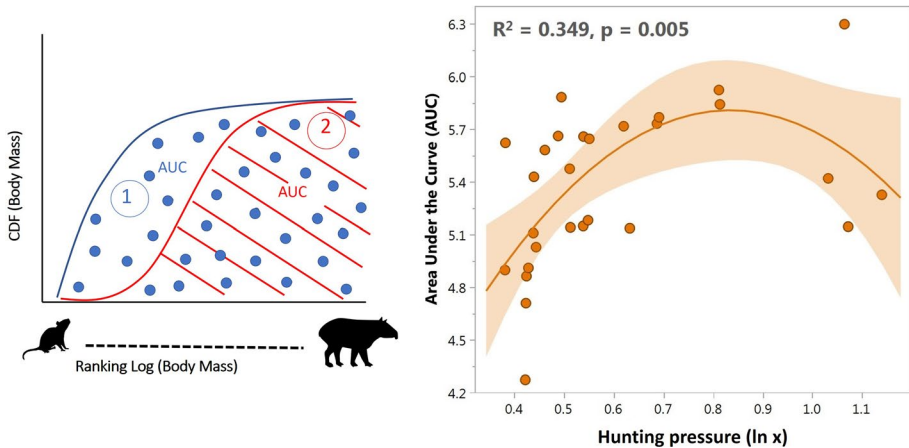 CDF (Body Mass)
1
AUC
2
AUC
Ranking Log (Body Mass)
R² = 0.349, p = 0.005
Area Under the Curve (AUC)
6.3
6.0
5.7
5.4
5.1
4.8
4.5
4.2
0.4 0.5 0.6 0.7 0.8 0.9 1.0 1.1
Hunting pressure (ln x)